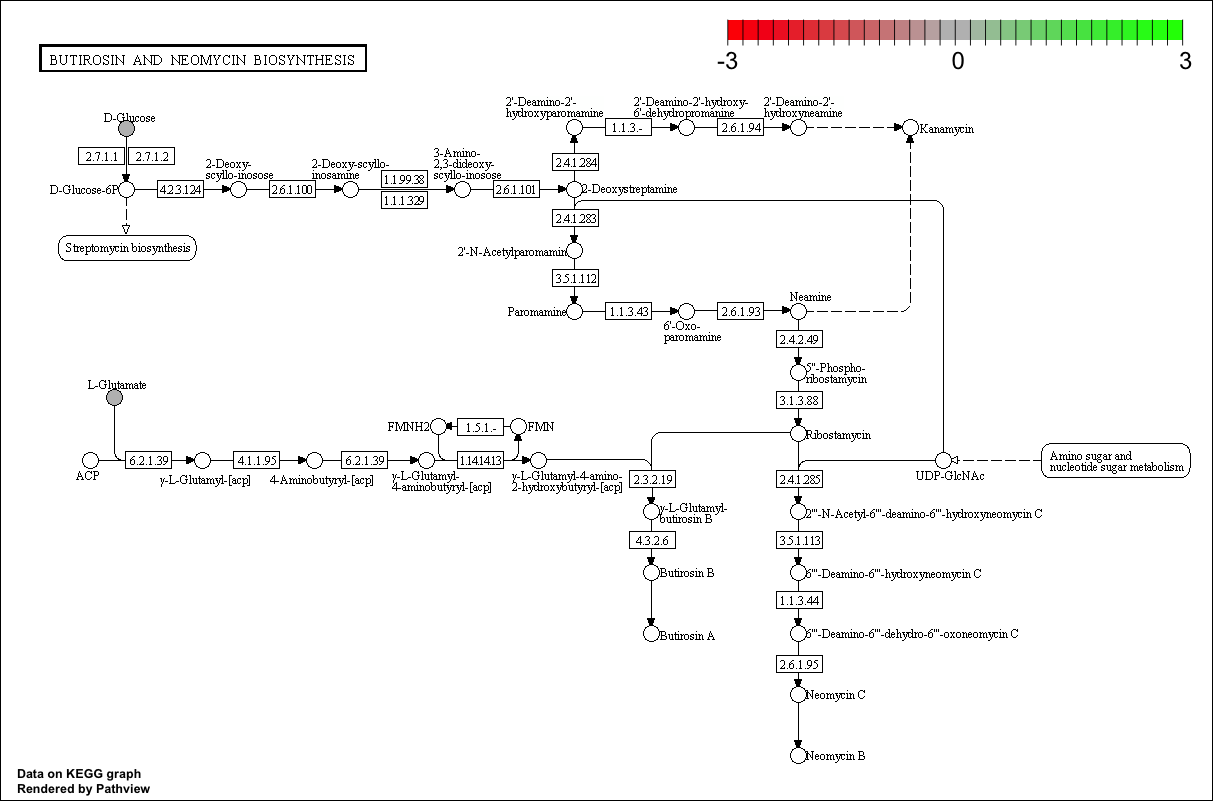 -3
0
3
BUTIROSIN AND NEOMYCIN BIOSYNTHESIS
D-Glucose
2.7.1.1
2.7.1.2
D-Glucose-6P
4.2.3.124
2-Deoxy-
scyllo-inosose
2.6.1.100
2-Deoxy-scyllo-
inosamine
1.1.99.38
1.1.1.329
3-Amino-
2,3-dideoxy-
scyllo-inosose
2.6.1.101
2-Deoxystreptamine
Streptomycin biosynthesis
2.4.1.284
2'-Deamino-2'-
hydroxyparomamine
1.1.3.-
2'-Deamino-2'-hydroxy-
6'-dehydropromamine
2.6.1.94
2'-Deamino-2'-
hydroxyneamine
Kanamycin
2.4.1.283
2'-N-Acetylparomamin
3.5.1.112
Paromamine
1.1.3.43
6'-Oxo-
paromamine
2.6.1.93
Neamine
2.4.2.49
5"-Phospho-
ribostamycin
3.1.3.88
Ribostamycin
L-Glutamate
ACP
6.2.1.39
γ-L-Glutamyl-[acp]
4.1.1.95
4-Aminobutyryl-[acp]
6.2.1.39
γ-L-Glutamyl-
4-aminobutyryl-[acp]
FMNH2
1.5.1.-
FMN
1.14.14.13
γ-L-Glutamyl-4-amino-
2-hydroxybutyryl-[acp]
2.3.2.19
γ-L-Glutamyl-
butirosin B
4.3.2.6
Butirosin B
Butirosin A
2.4.1.285
UDP-GlcNAc
Amino sugar and
nucleotide sugar metabolism
2'''-N-Acetyl-6'''-deamino-6'''-hydroxyneomycin C
3.5.1.113
6'''-Deamino-6'''-hydroxyneomycin C
1.1.3.44
6'''-Deamino-6'''-dehydro-6'''-oxoneomycin C
2.6.1.95
Neomycin C
Neomycin B
Data on KEGG graph
Rendered by Pathview